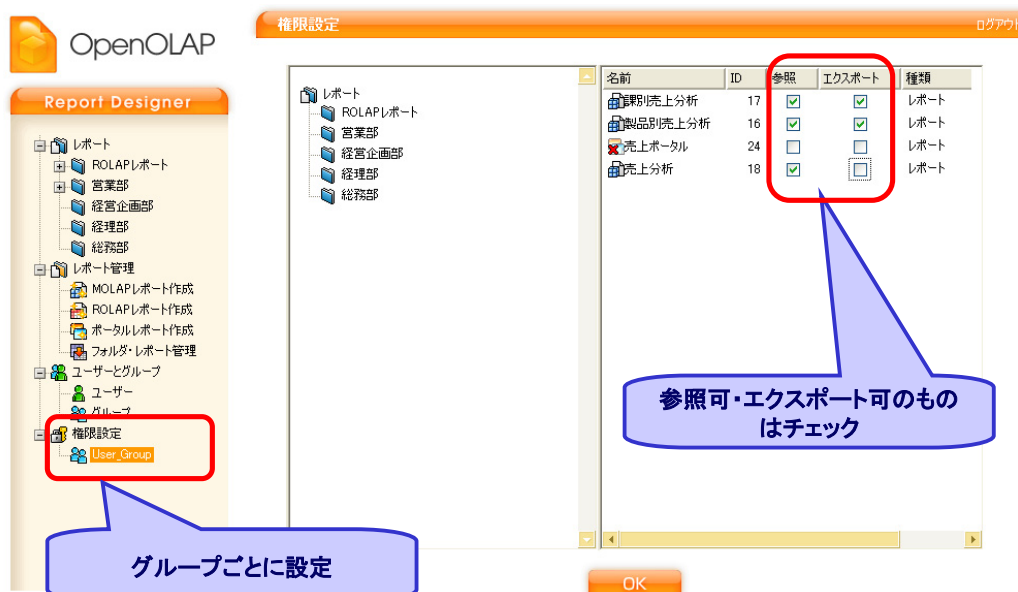 OpenOLAP
権限設定
ログアウト
Report Designer
レポート
ROLAPレポート
営業部
経営企画部
経理部
総務部
レポート管理
MOLAPレポート作成
ROLAPレポート作成
ポータルレポート作成
フォルダ・レポート管理
ユーザーとグループ
ユーザー
グループ
権限設定
User_Group
レポート
ROLAPレポート
営業部
経営企画部
経理部
総務部
名前 ID 参照 エクスポート 種類
課別売上分析 17 レポート
製品別売上分析 16 レポート
売上ポータル 24 レポート
売上分析 18 レポート
参照可・エクスポート可のもの
はチェック
グループごとに設定
OK